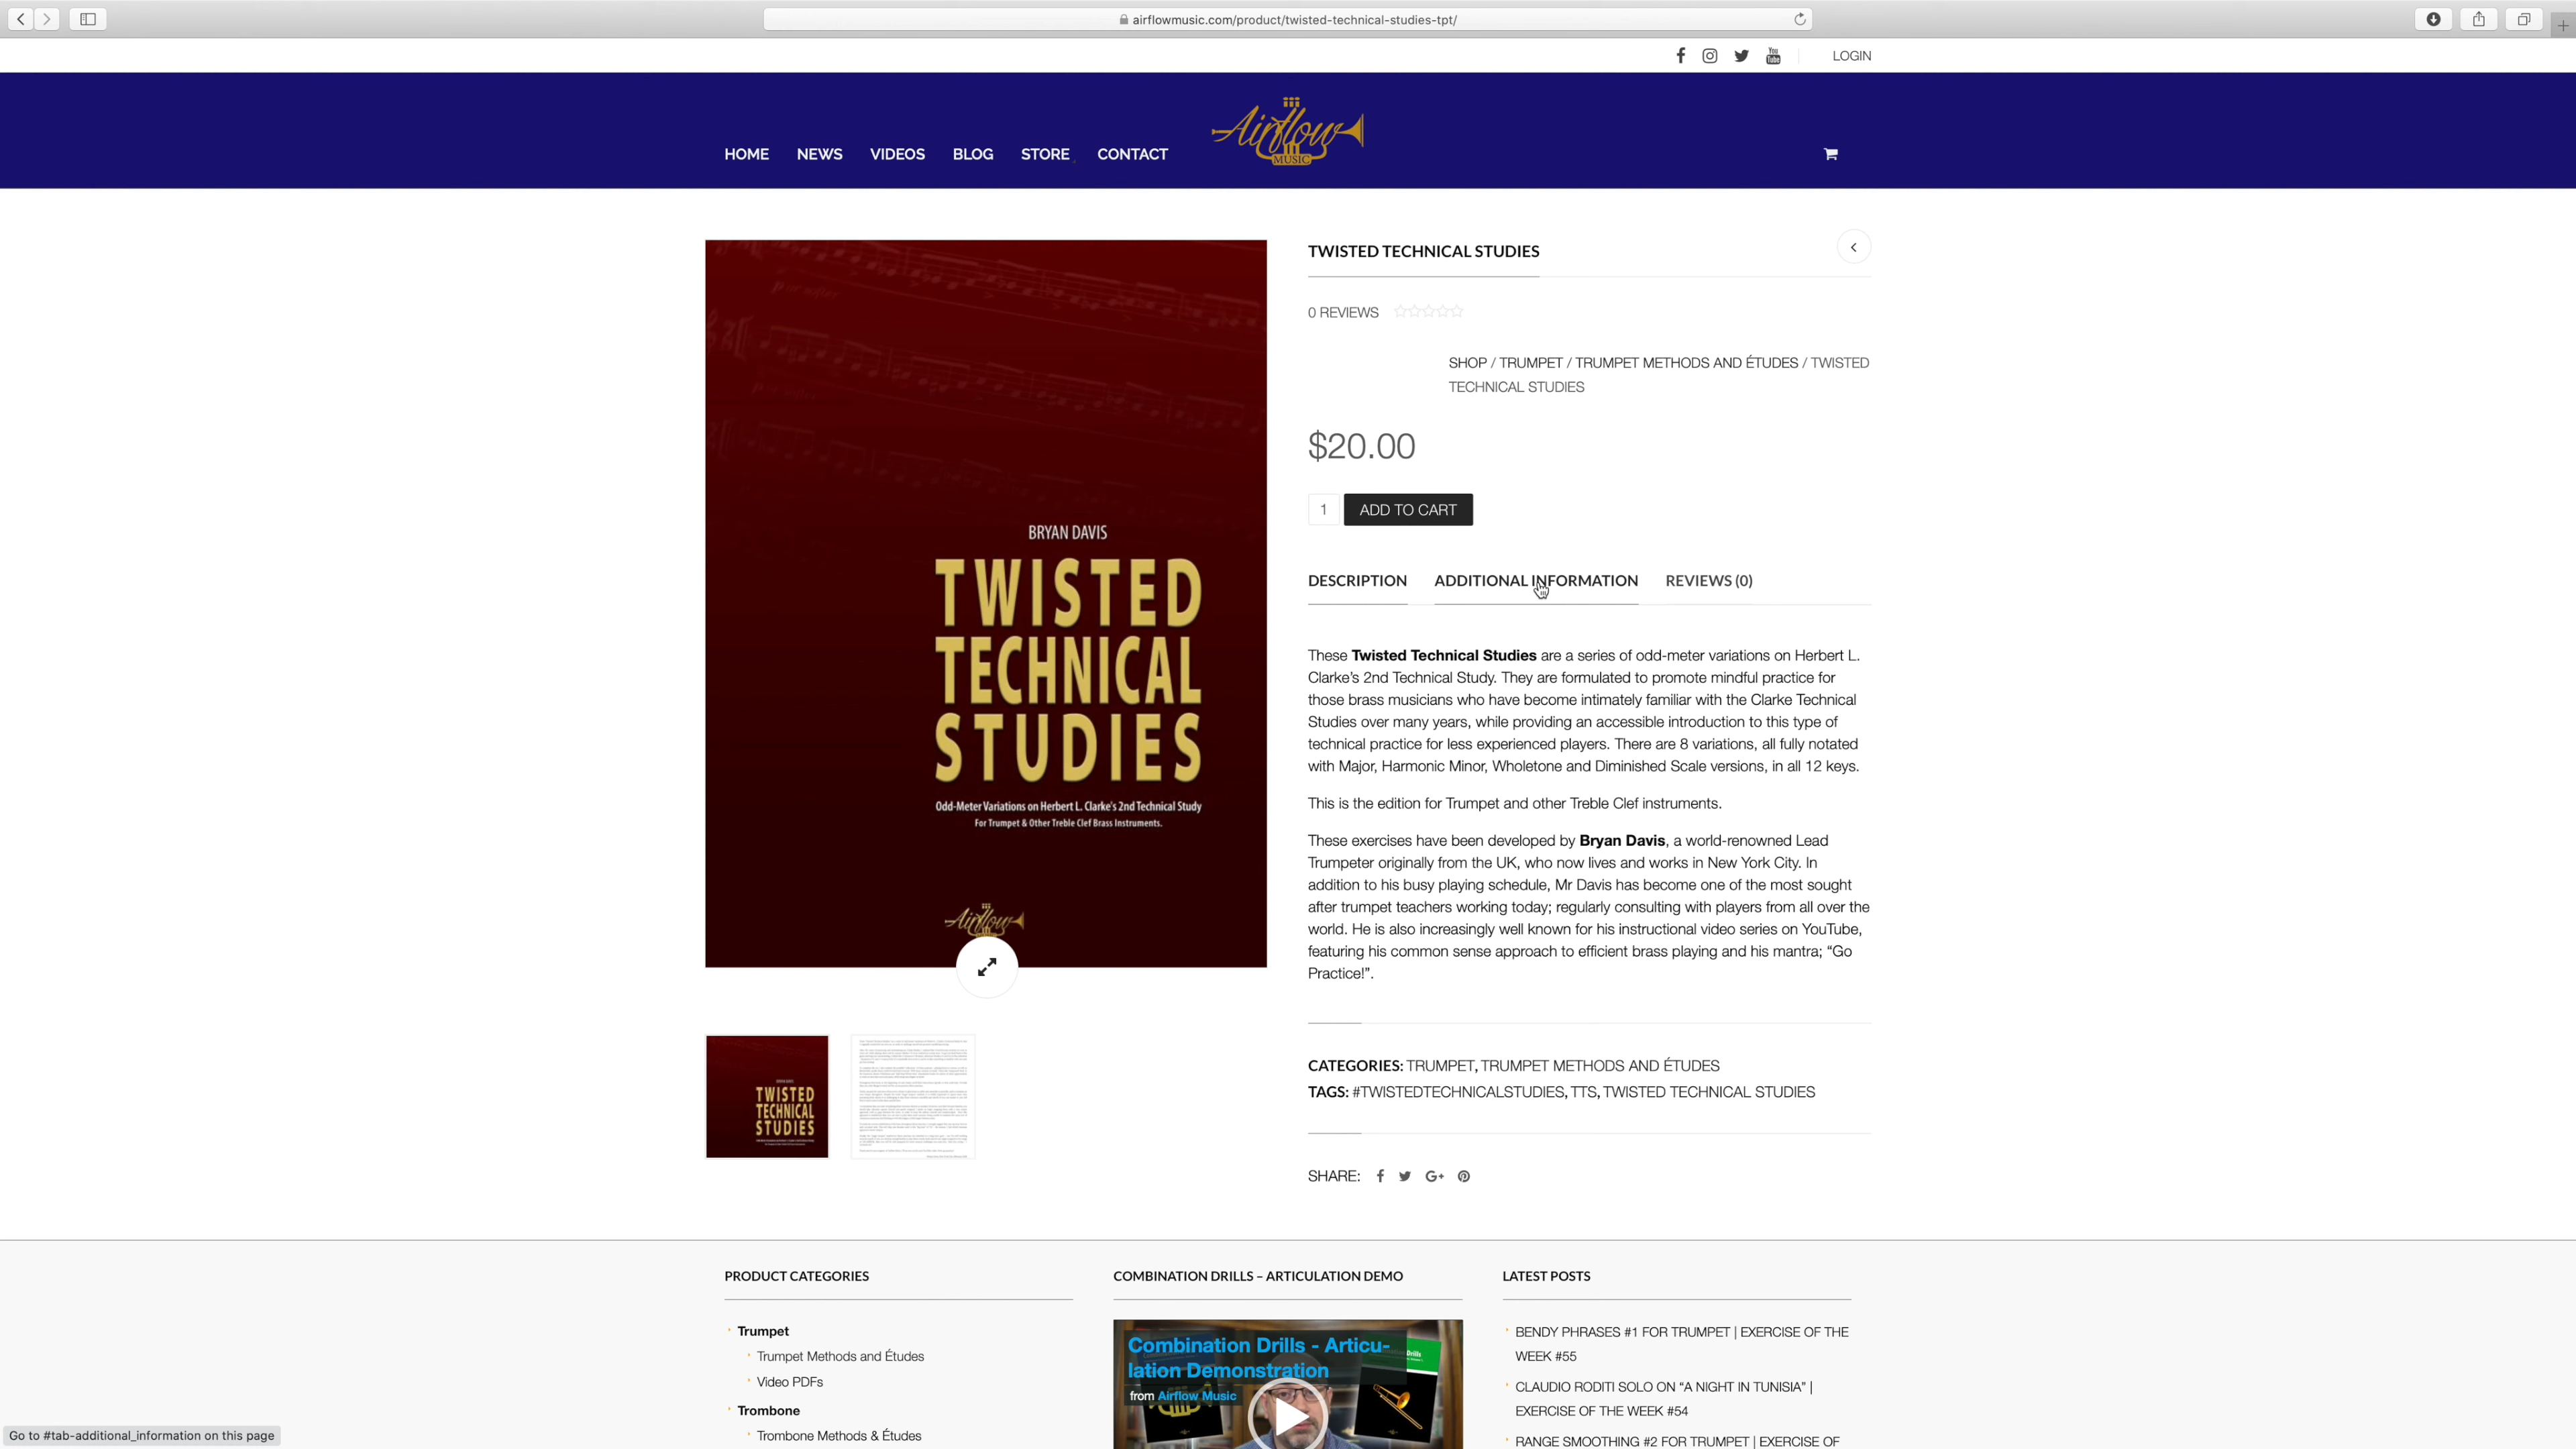 airflowmusic.com/product/twisted-technical-studies-tpt/
LOGIN
HOME NEWS VIDEOS BLOG STORE CONTACT
Airflow
MUSIC
BRYAN DAVIS
TWISTED
TECHNICAL
STUDIES
Odd-Meter Variations on Herbert L. Clarke's 2nd Technical Study
For Trumpet & Other Treble Clef Brass Instruments.
Airflow
TWISTED
TECHNICAL
STUDIES
TWISTED TECHNICAL STUDIES
0 REVIEWS
SHOP / TRUMPET / TRUMPET METHODS AND ÉTUDES / TWISTED
TECHNICAL STUDIES
$20.00
1 ADD TO CART
DESCRIPTION ADDITIONAL INFORMATION REVIEWS (0)
These Twisted Technical Studies are a series of odd-meter variations on Herbert L.
Clarke's 2nd Technical Study. They are formulated to promote mindful practice for
those brass musicians who have become intimately familiar with the Clarke Technical
Studies over many years, while providing an accessible introduction to this type of
technical practice for less experienced players. There are 8 variations, all fully notated
with Major, Harmonic Minor, Wholetone and Diminished Scale versions, in all 12 keys.
This is the edition for Trumpet and other Treble Clef instruments.
These exercises have been developed by Bryan Davis, a world-renowned Lead
Trumpeter originally from the UK, who now lives and works in New York City. In
addition to his busy playing schedule, Mr Davis has become one of the most sought
after trumpet teachers working today; regularly consulting with players from all over the
world. He is also increasingly well known for his instructional video series on YouTube,
featuring his common sense approach to efficient brass playing and his mantra; “Go
Practice!”.
CATEGORIES: TRUMPET, TRUMPET METHODS AND ÉTUDES
TAGS: #TWISTEDTECHNICALSTUDIES, TTS, TWISTED TECHNICAL STUDIES
SHARE:
PRODUCT CATEGORIES
Trumpet
Trumpet Methods and Études
Video PDFs
Trombone
Trombone Methods & Études
COMBINATION DRILLS – ARTICULATION DEMO
Combination Drills - Articu-
lation Demonstration
from Airflow Music
LATEST POSTS
BENDY PHRASES #1 FOR TRUMPET | EXERCISE OF THE
WEEK #55
CLAUDIO RODITI SOLO ON “A NIGHT IN TUNISIA” |
EXERCISE OF THE WEEK #54
RANGE SMOOTHING #2 FOR TRUMPET | EXERCISE OF
Go to #tab-additional_information on this page